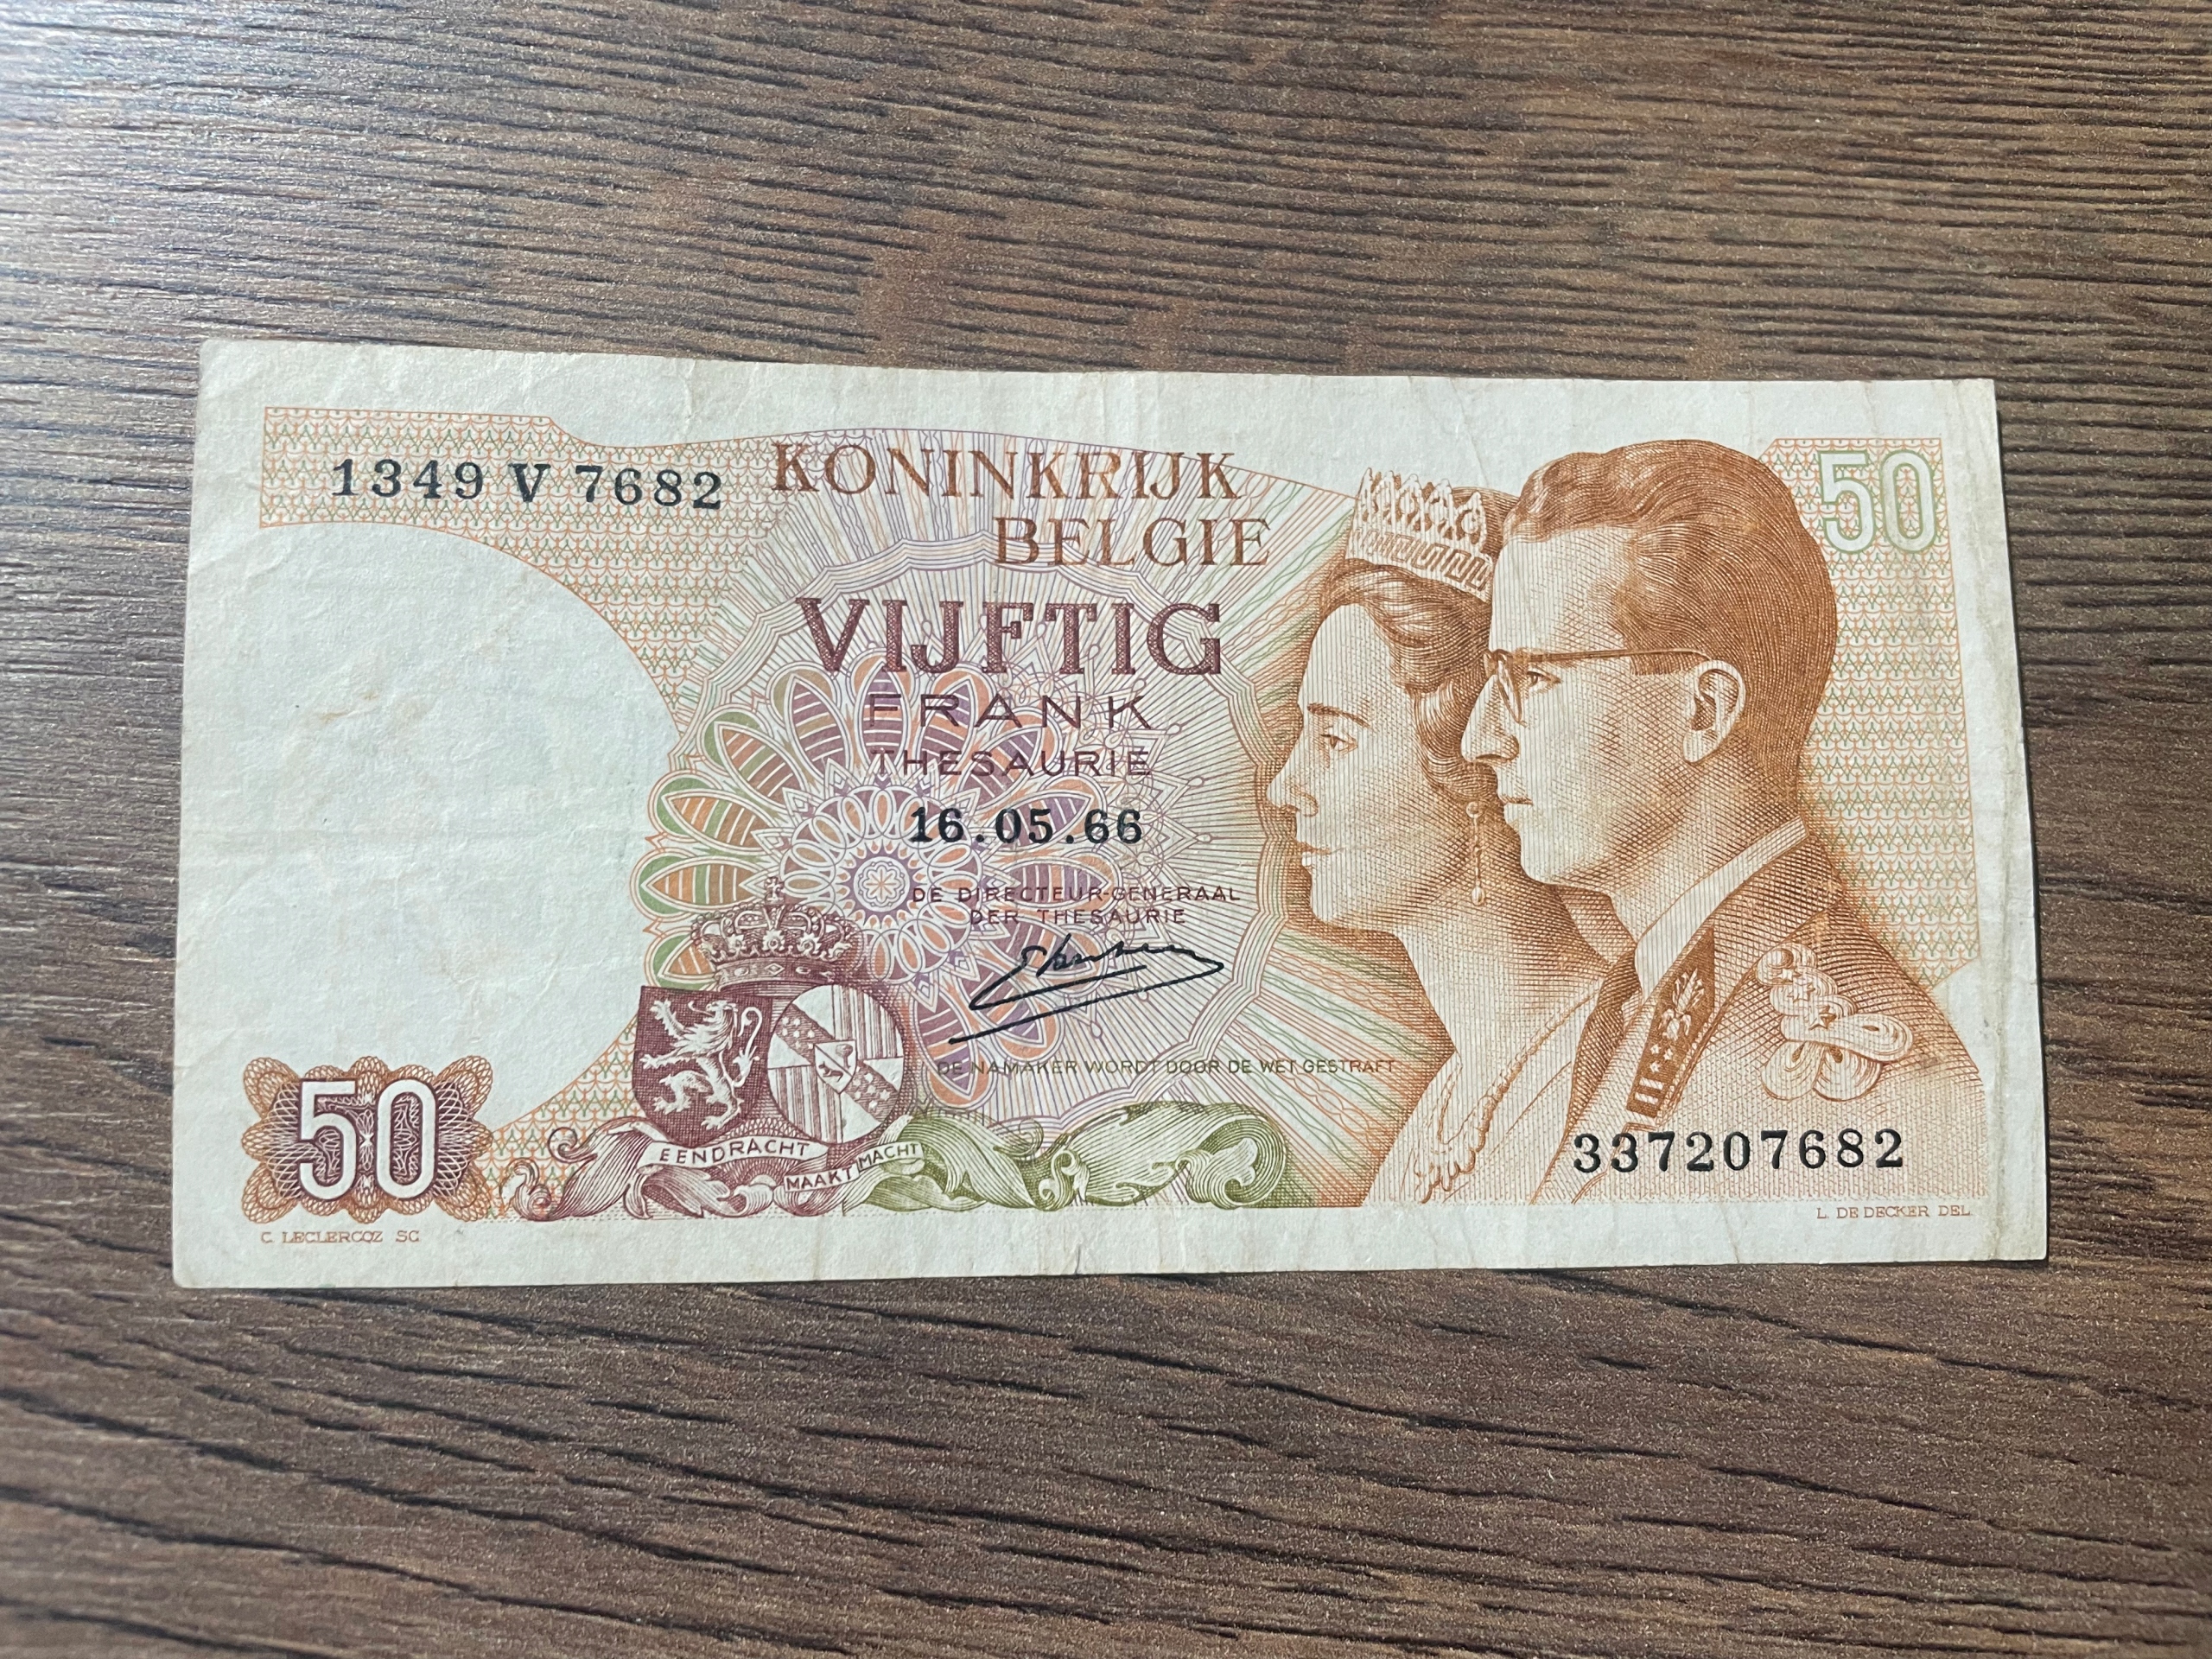 1349 V 7682
KONINKRIJK
BELGIE
50
VIJFTIG
FRANK
THESAURIE
16.05.66
DE DIRECTEUR-GENERAAL
DER THESAURIE
DE NAMAKER WORDT DOOR DE WET GESTRAFT
50
EENDRACHT
MAAKT MACHT
337207682
C. LECLERCQZ SC
L. DE DECKER DEL